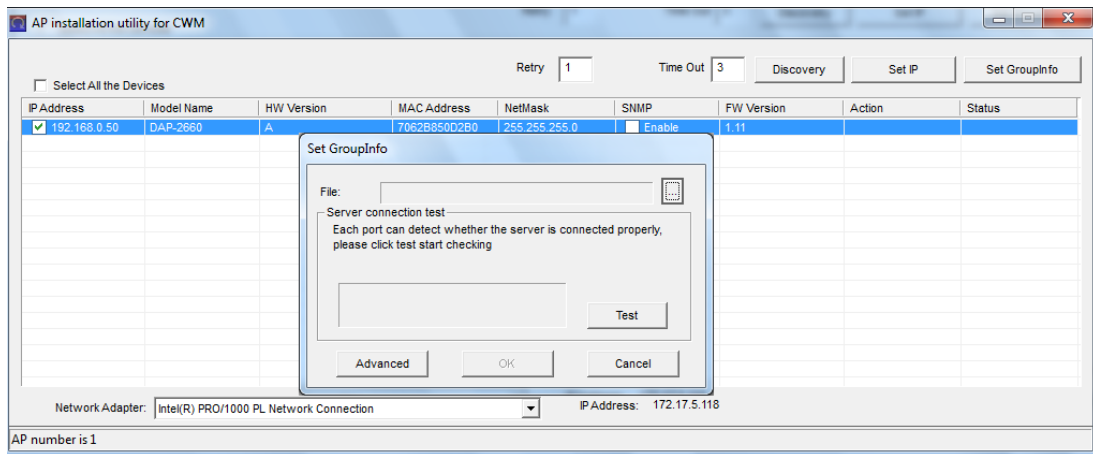 AP installation utility for CWM
Retry 1 Time Out 3 Discovery Set IP Set GroupInfo
Select All the Devices
IPAddress Model Name HW Version MAC Address NetMask SNMP FW Version Action Status
192.168.0.50 DAP-2660 A 7062B850D2B0 255.255.255.0 Enable 1.11
Set GroupInfo
File: ...
Server connection test
Each port can detect whether the server is connected properly,
please click test start checking
Test
Advanced OK Cancel
Network Adapter: Intel(R) PRO/1000 PL Network Connection IPAddress: 172.17.5.118
AP number is 1